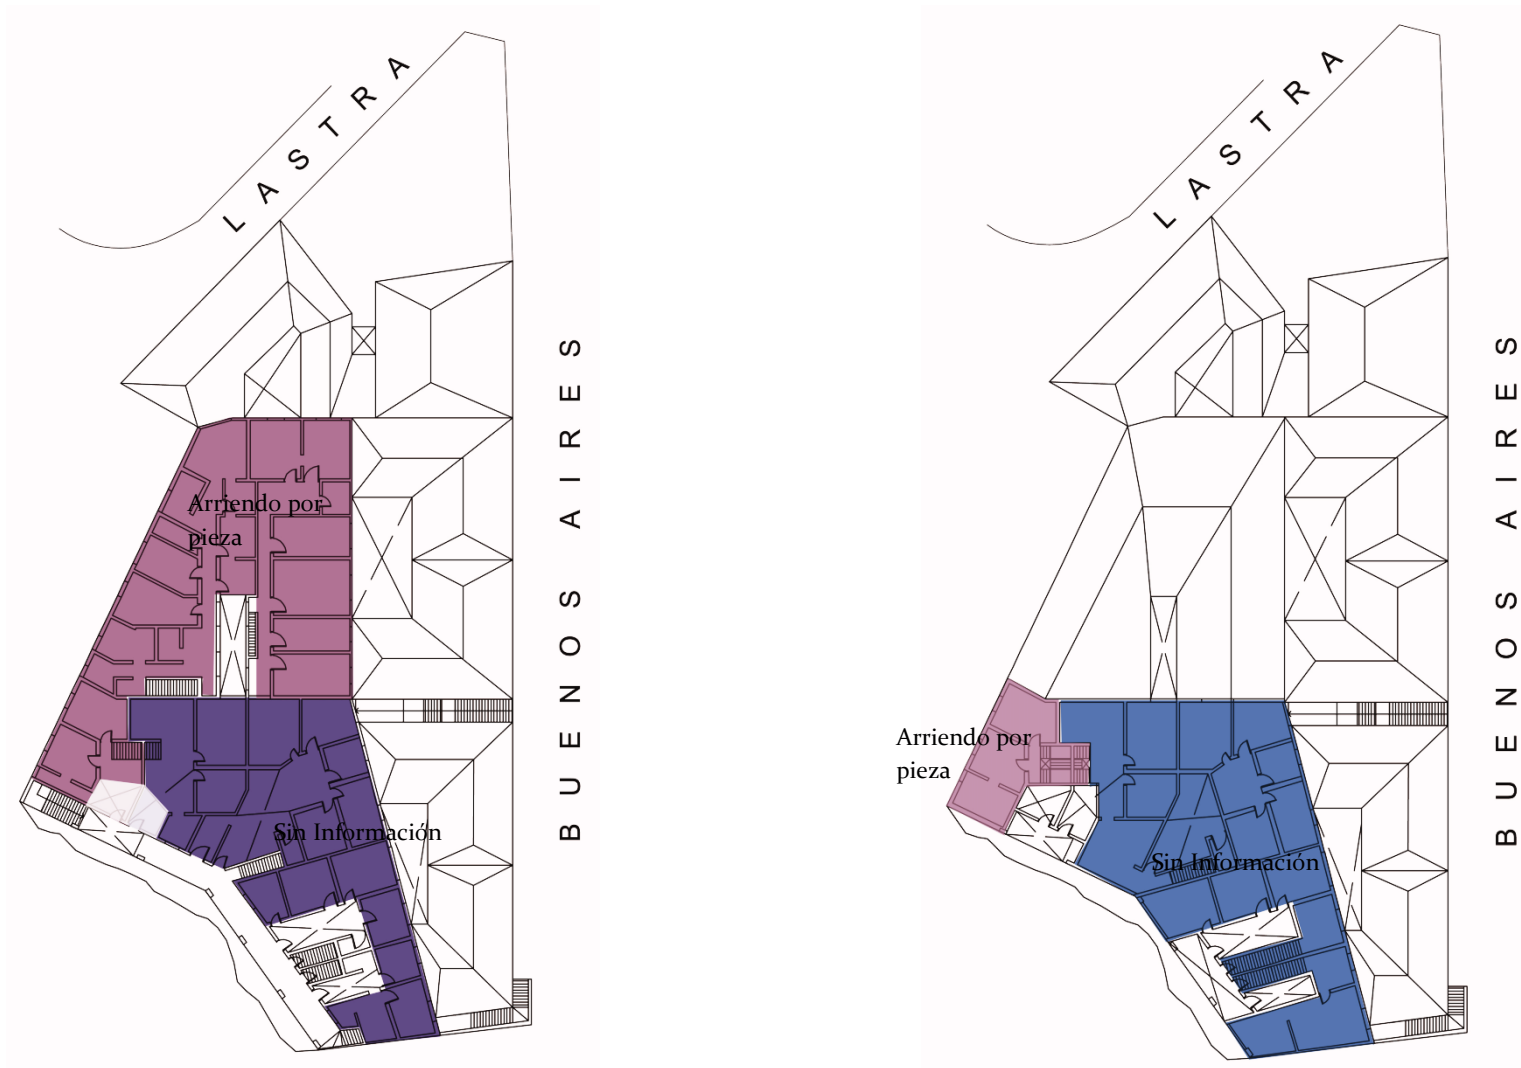 LASTRA
BUENOS AIRES
Arriendo por
pieza
Sin Información
LASTRA
BUENOS AIRES
Arriendo por
pieza
Sin Información